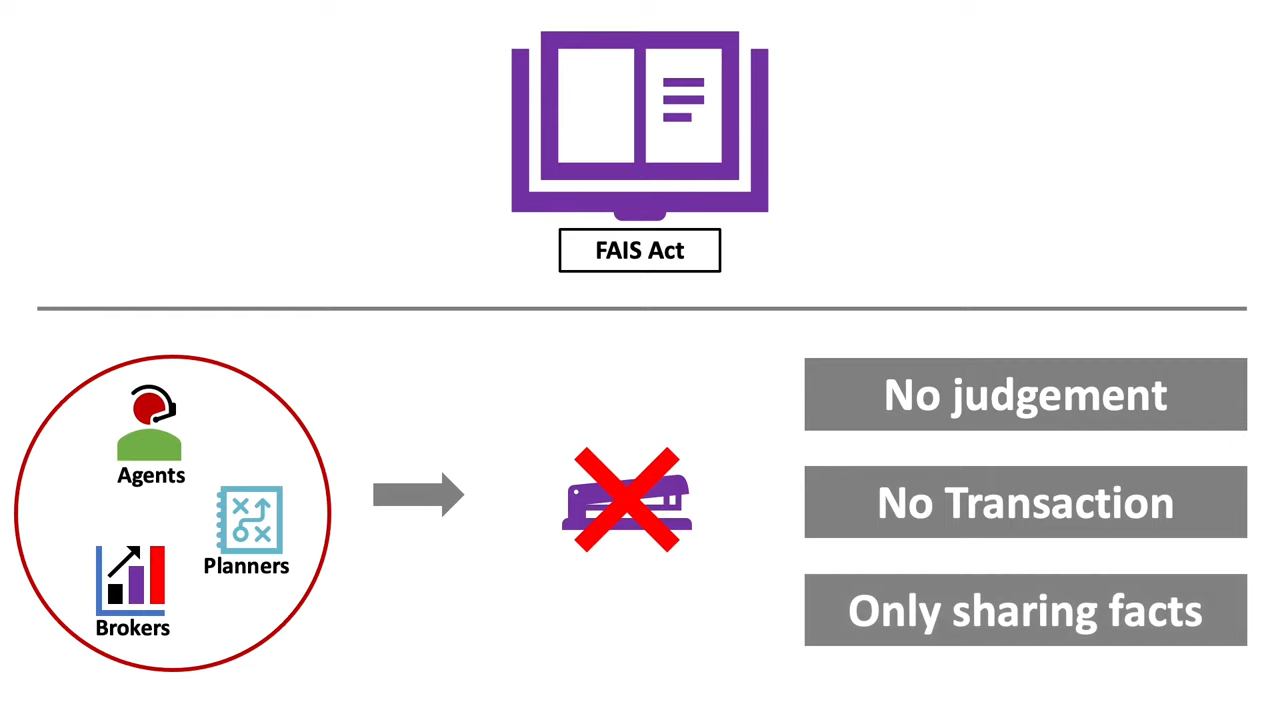 FAIS Act
Agents
Planners
Brokers
No judgement
No Transaction
Only sharing facts